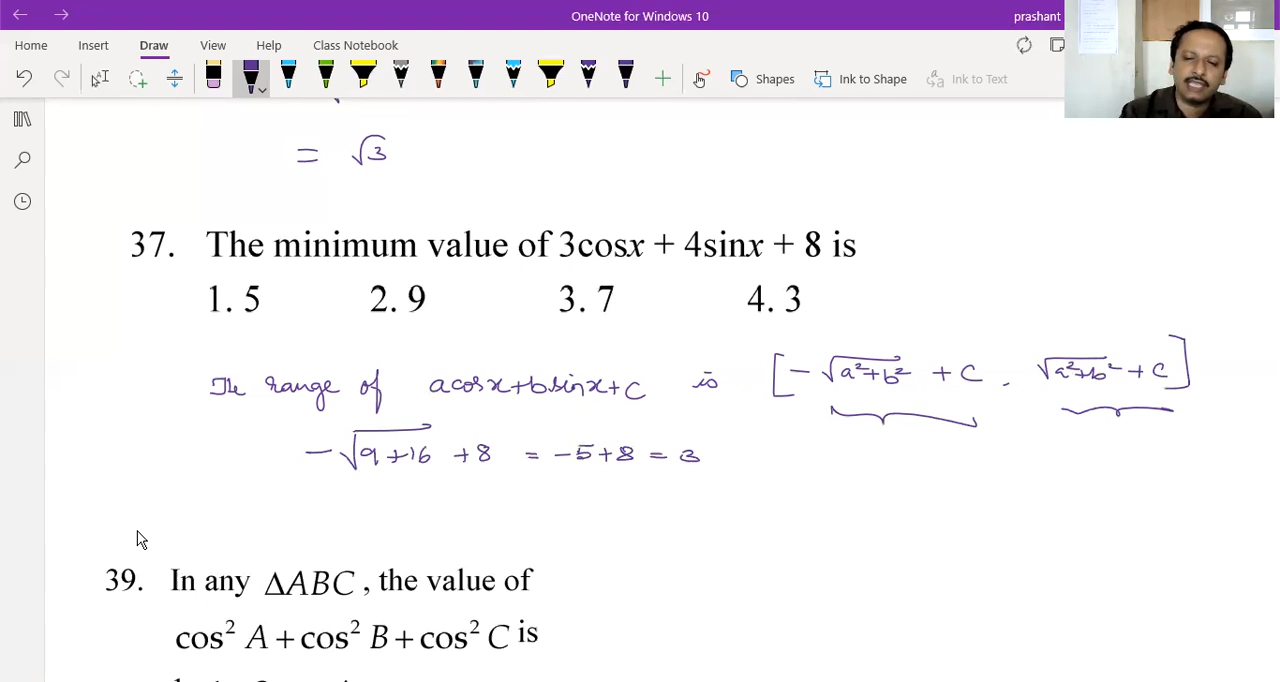 OneNote for Windows 10
prashant
Home Insert Draw View Help Class Notebook
Shapes Ink to Shape Ink to Text
= √3
37. The minimum value of 3cosx + 4sinx + 8 is
1. 5 2. 9 3. 7 4. 3
The range of acosx+bsinx+c is [-√a²+b² + c , √a²+b² + c]
-√9+16 +8 = -5+8 = 3
39. In any ΔABC , the value of
cos² A + cos² B + cos² C is